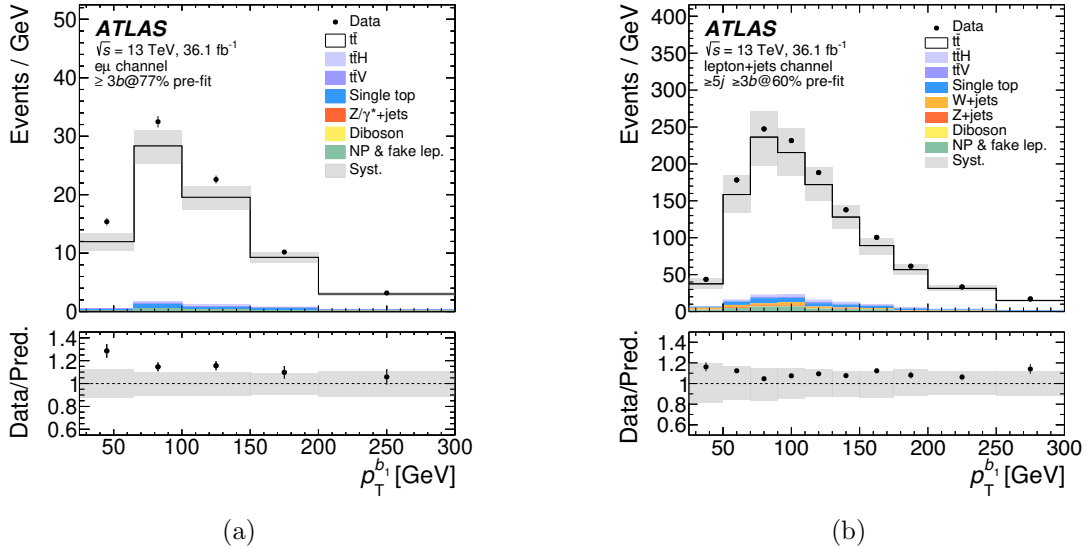 ATLAS
√s = 13 TeV, 36.1 fb⁻¹
eμ channel
≥ 3b@77% pre-fit
Data
tt̄
tt̄H
tt̄V
Single top
Z/γ*+jets
Diboson
NP & fake lep.
Syst.
Events / GeV
50
40
30
20
10
0
Data/Pred.
1.4
1.2
1
0.8
0.6
50 100 150 200 250 300
p_T^{b_1} [GeV]
(a)
ATLAS
√s = 13 TeV, 36.1 fb⁻¹
lepton+jets channel
≥5j ≥3b@60% pre-fit
Data
tt̄
tt̄H
tt̄V
Single top
W+jets
Z+jets
Diboson
NP & fake lep.
Syst.
Events / GeV
400
350
300
250
200
150
100
50
0
Data/Pred.
1.4
1.2
1
0.8
0.6
50 100 150 200 250 300
p_T^{b_1} [GeV]
(b)